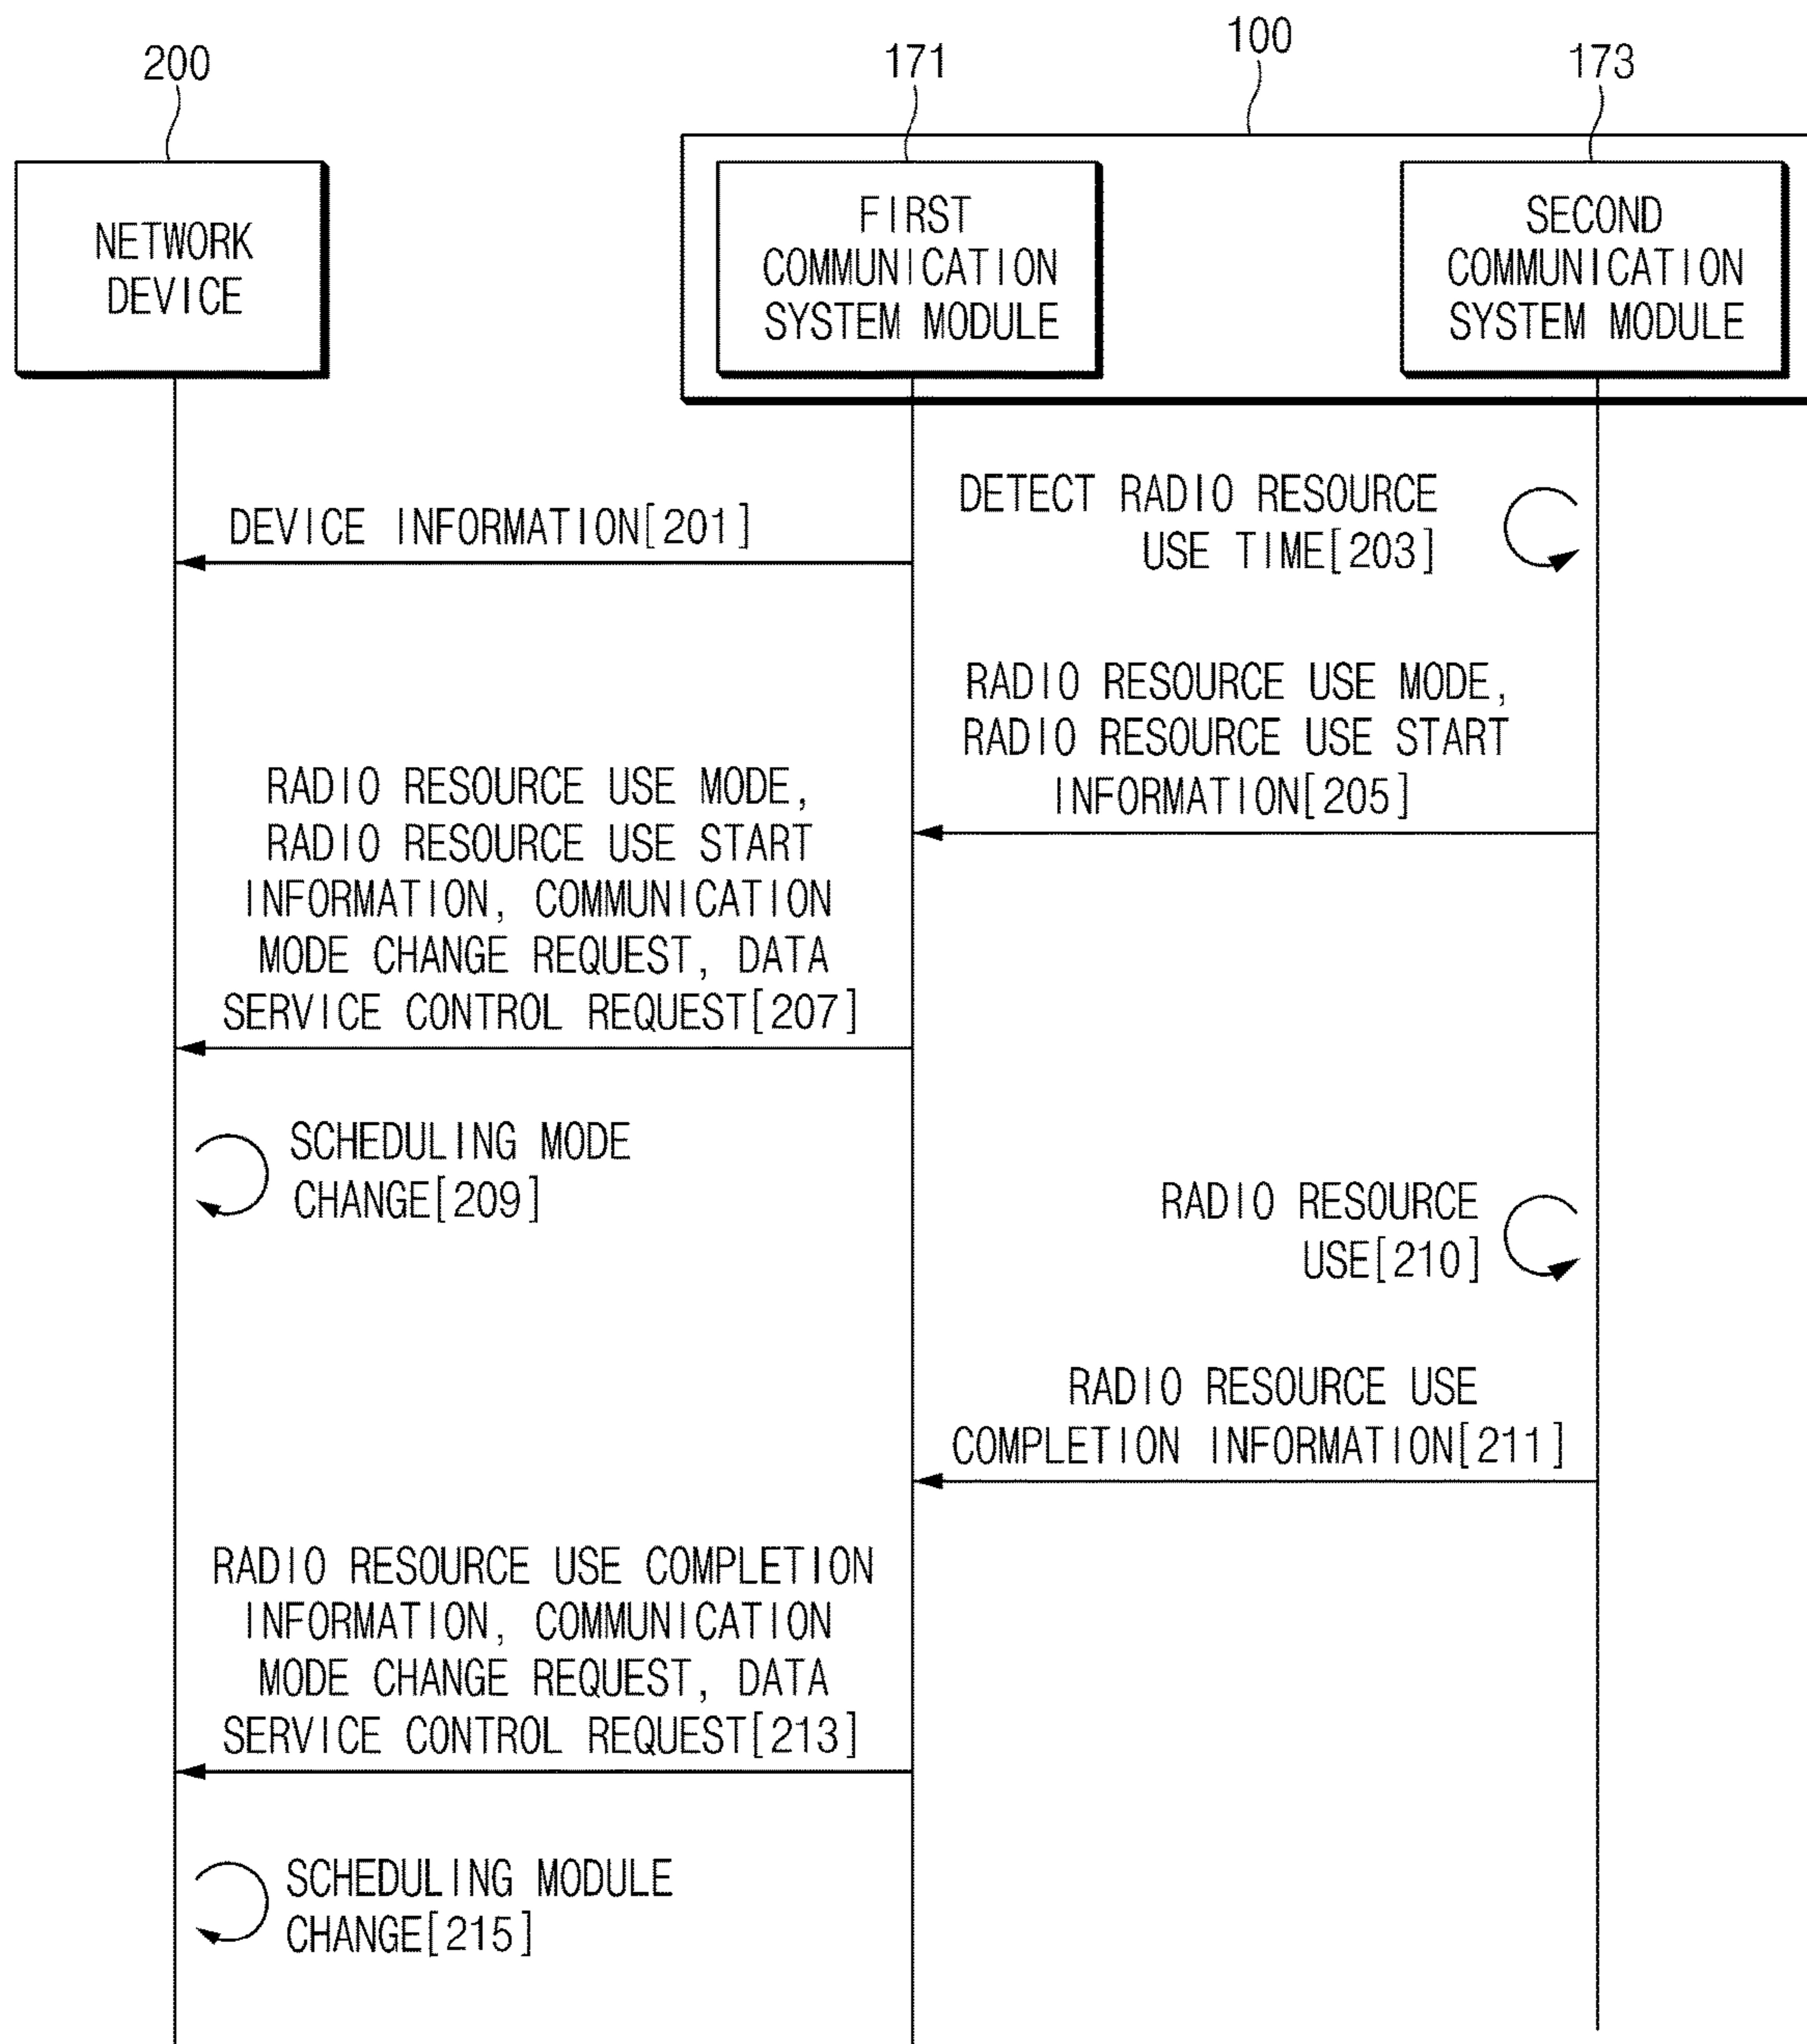 200
171
100
173
NETWORK
DEVICE
FIRST
COMMUNICATION
SYSTEM MODULE
SECOND
COMMUNICATION
SYSTEM MODULE
DEVICE INFORMATION[201]
DETECT RADIO RESOURCE
USE TIME[203]
RADIO RESOURCE USE MODE,
RADIO RESOURCE USE START
INFORMATION[205]
RADIO RESOURCE USE MODE,
RADIO RESOURCE USE START
INFORMATION, COMMUNICATION
MODE CHANGE REQUEST, DATA
SERVICE CONTROL REQUEST[207]
SCHEDULING MODE
CHANGE[209]
RADIO RESOURCE
USE[210]
RADIO RESOURCE USE
COMPLETION INFORMATION[211]
RADIO RESOURCE USE COMPLETION
INFORMATION, COMMUNICATION
MODE CHANGE REQUEST, DATA
SERVICE CONTROL REQUEST[213]
SCHEDULING MODULE
CHANGE[215]